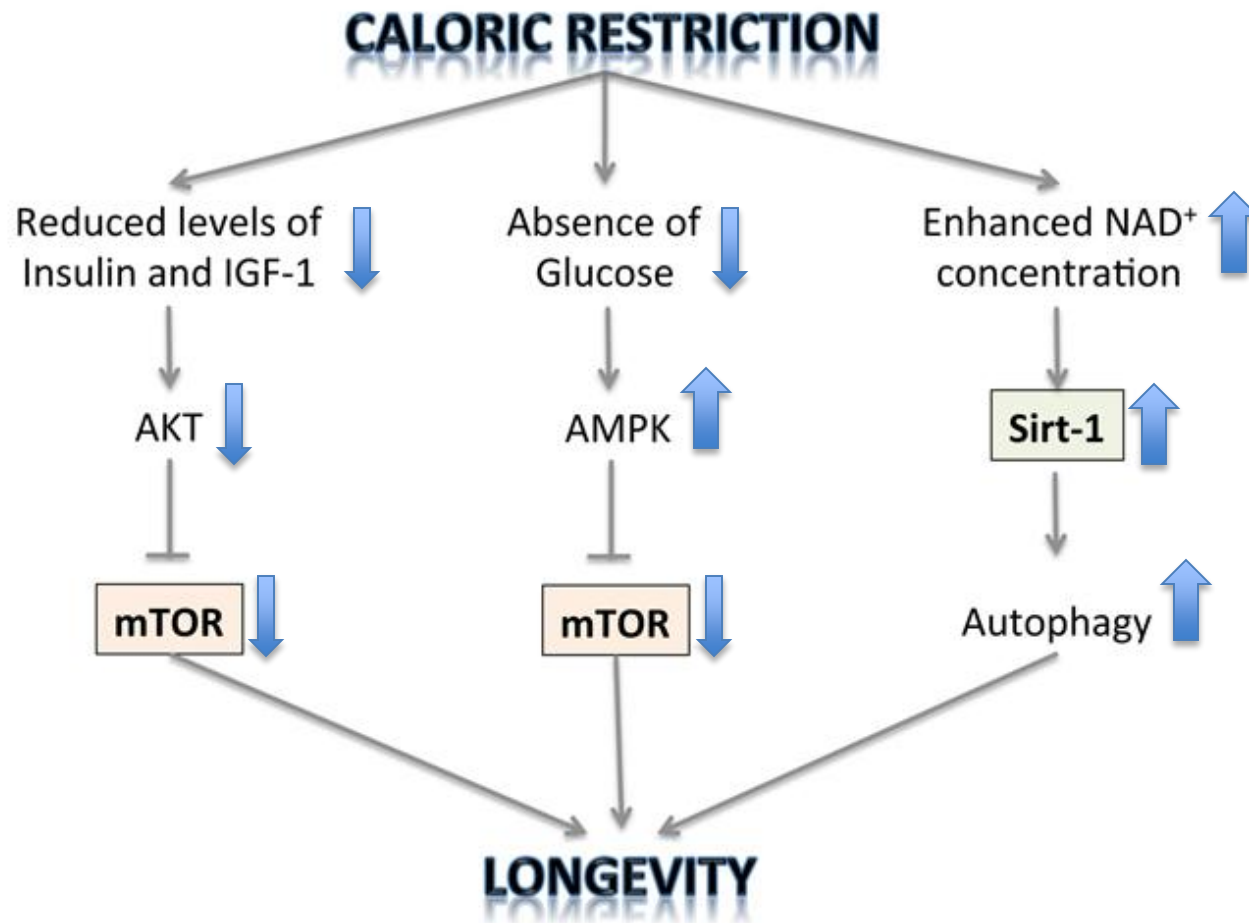 CALORIC RESTRICTION
Reduced levels of
Insulin and IGF-1
Absence of
Glucose
Enhanced NAD⁺
concentration
AKT
AMPK
Sirt-1
mTOR
mTOR
Autophagy
LONGEVITY